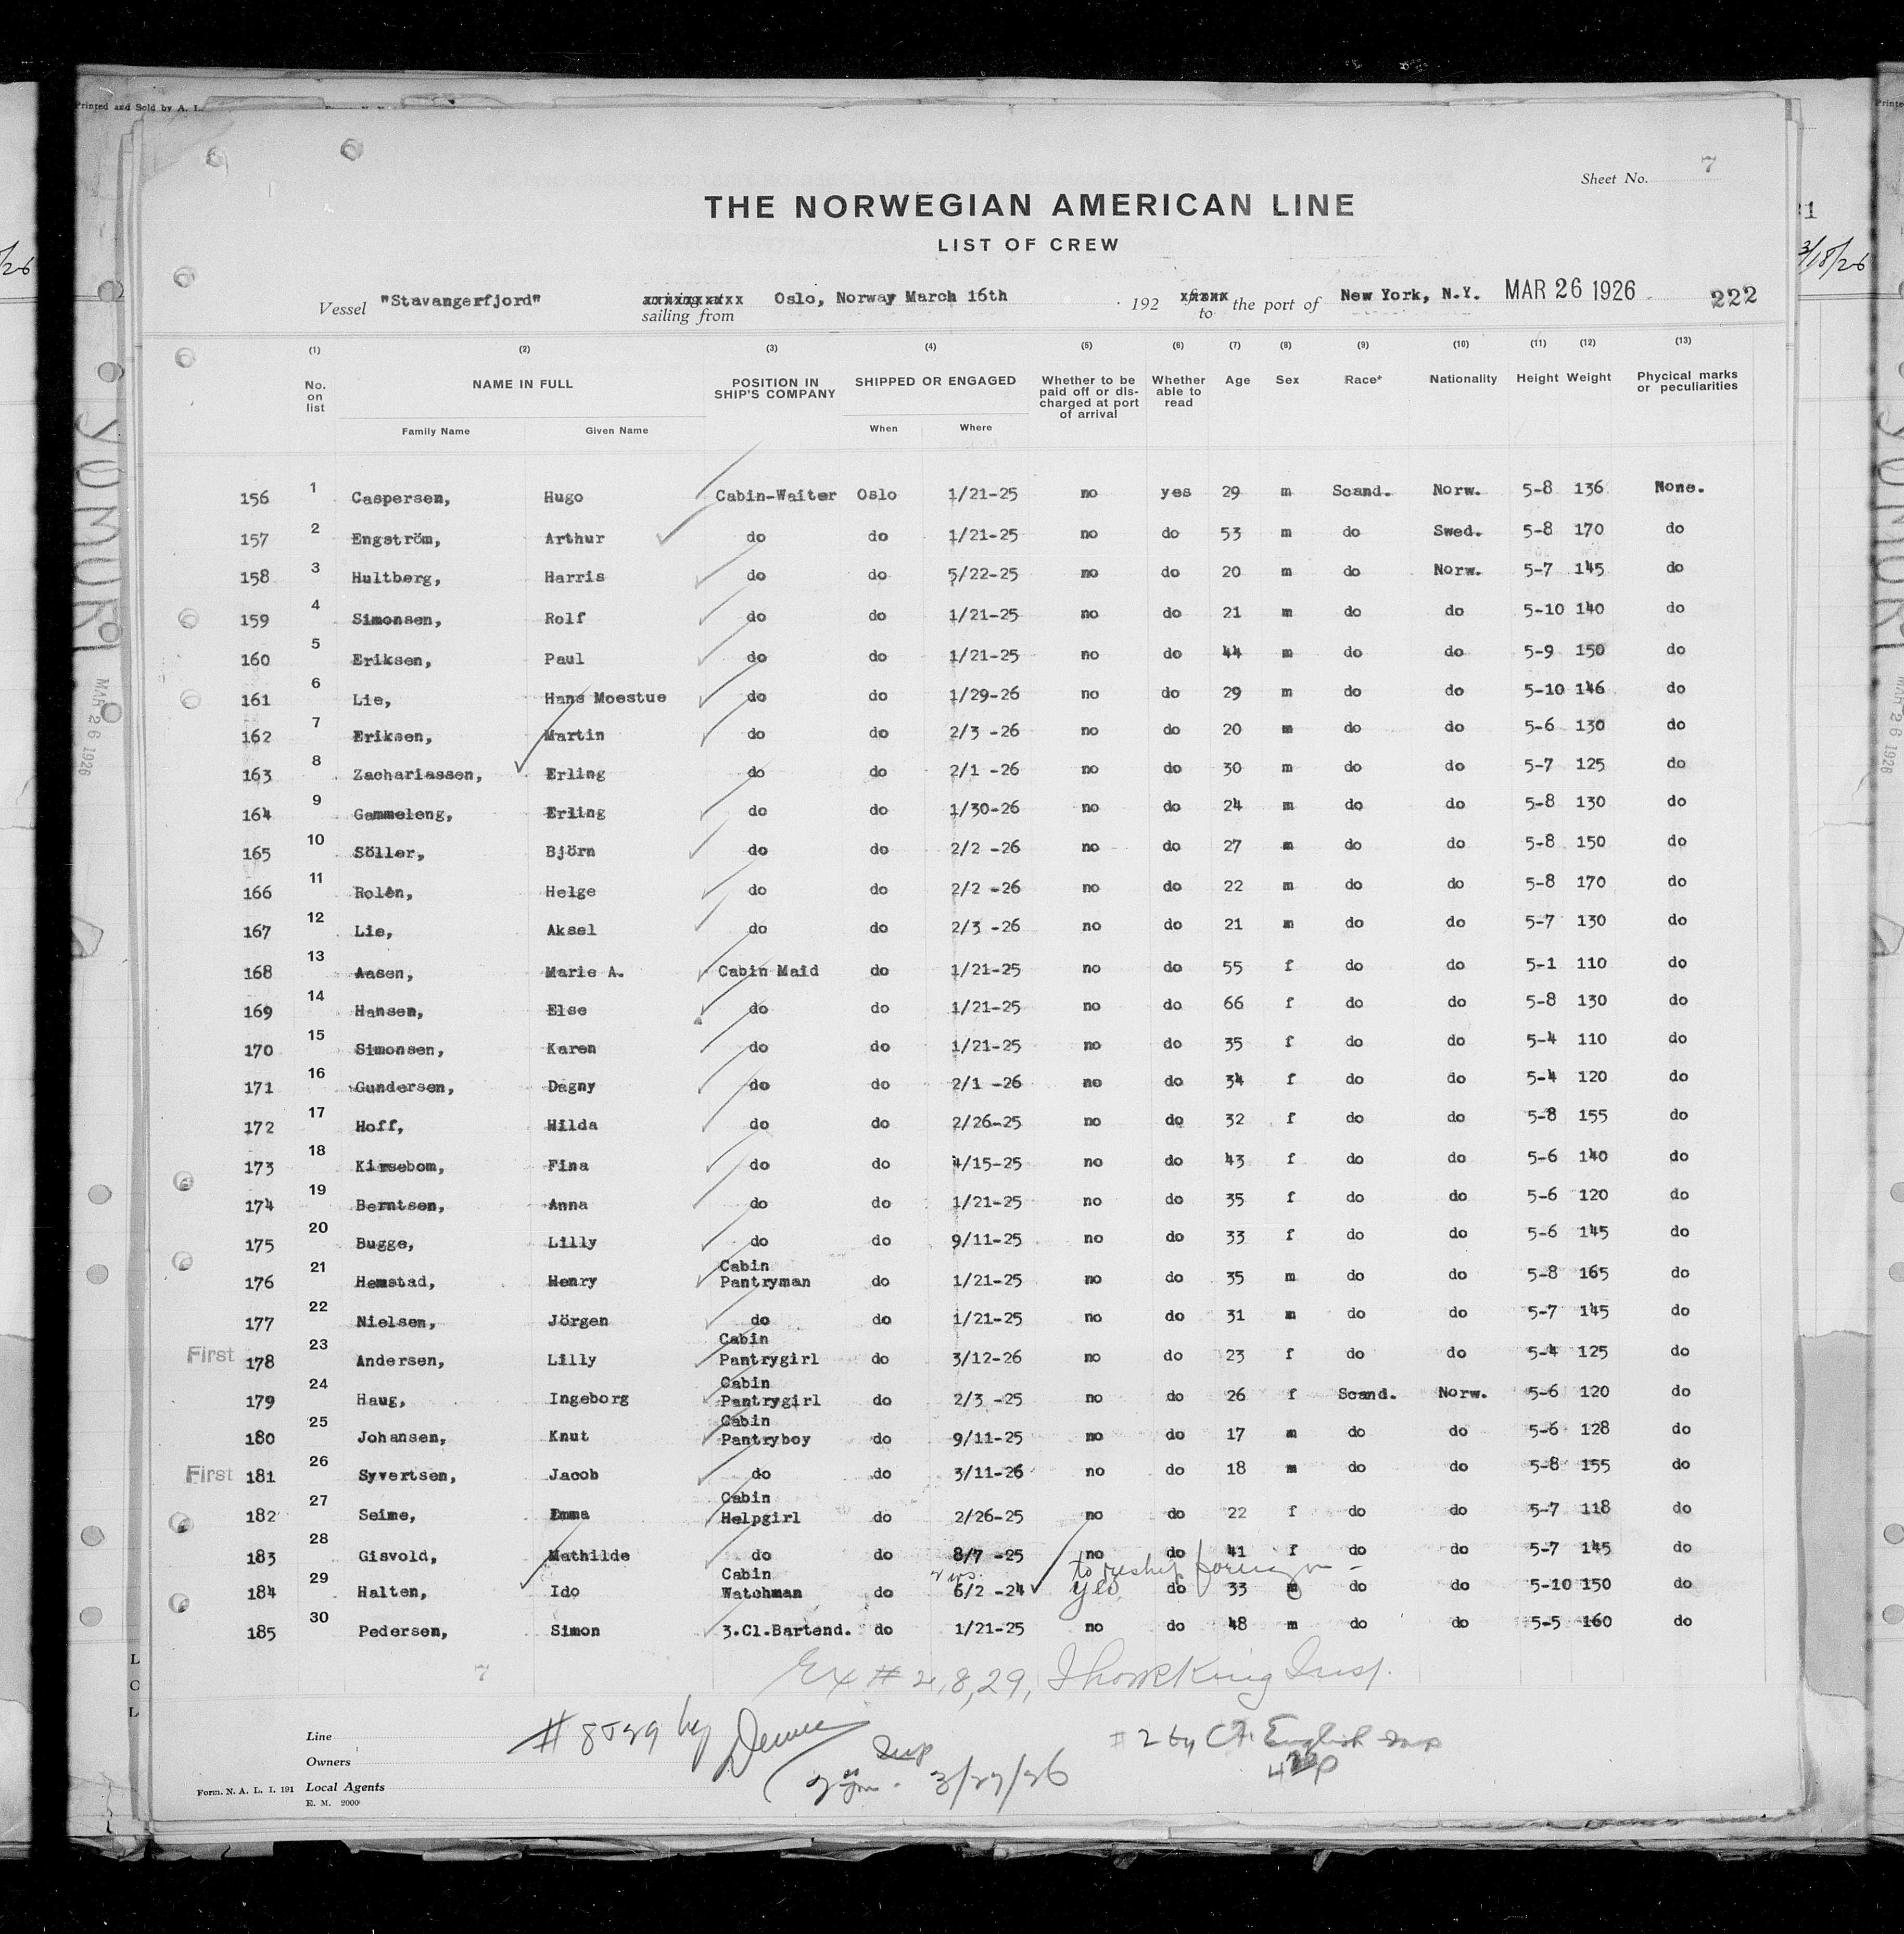 Printed and Sold by A. L.
Sheet No. 7
THE NORWEGIAN AMERICAN LINE
LIST OF CREW
Vessel "Stavangerfjord" sailing from Oslo, Norway March 16th 192 to the port of New York, N.Y. MAR 26 1926 222
(1) (2) (3) (4) (5) (6) (7) (8) (9) (10) (11) (12) (13)
No. on list NAME IN FULL POSITION IN SHIP'S COMPANY SHIPPED OR ENGAGED Whether to be paid off or discharged at port of arrival Whether able to read Age Sex Race* Nationality Height Weight Phycical marks or peculiarities
Family Name Given Name When Where
156 1 Caspersen, Hugo Cabin-Waiter Oslo 1/21-25 no yes 29 m Scand. Norw. 5-8 136 None.
157 2 Engström, Arthur do do 1/21-25 no do 53 m do Swed. 5-8 170 do
158 3 Hultberg, Harris do do 5/22-25 no do 20 m do Norw. 5-7 145 do
159 4 Simonsen, Rolf do do 1/21-25 no do 21 m do do 5-10 140 do
160 5 Eriksen, Paul do do 1/21-25 no do 44 m do do 5-9 150 do
161 6 Lie, Hans Moestue do do 1/29-26 no do 29 m do do 5-10 146 do
162 7 Eriksen, Martin do do 2/3 -26 no do 20 m do do 5-6 130 do
163 8 Zachariassen, Erling do do 2/1 -26 no do 30 m do do 5-7 125 do
164 9 Gammeleng, Erling do do 1/30-26 no do 24 m do do 5-8 130 do
165 10 Söller, Björn do do 2/2 -26 no do 27 m do do 5-8 150 do
166 11 Rolén, Helge do do 2/2 -26 no do 22 m do do 5-8 170 do
167 12 Lie, Aksel do do 2/3 -26 no do 21 m do do 5-7 130 do
168 13 Aasen, Marie A. Cabin Maid do 1/21-25 no do 55 f do do 5-1 110 do
169 14 Hansen, Else do do 1/21-25 no do 66 f do do 5-8 130 do
170 15 Simonsen, Karen do do 1/21-25 no do 35 f do do 5-4 110 do
171 16 Gundersen, Dagny do do 2/1 -26 no do 34 f do do 5-4 120 do
172 17 Hoff, Hilda do do 2/26-25 no do 32 f do do 5-8 155 do
173 18 Kirsebom, Fina do do 4/15-25 no do 43 f do do 5-6 140 do
174 19 Berntsen, Anna do do 1/21-25 no do 35 f do do 5-6 120 do
175 20 Bugge, Lilly do do 9/11-25 no do 33 f do do 5-6 145 do
176 21 Hemstad, Henry Cabin Pantryman do 1/21-25 no do 35 m do do 5-8 165 do
177 22 Nielsen, Jörgen do do 1/21-25 no do 31 m do do 5-7 145 do
First 178 23 Andersen, Lilly Cabin Pantrygirl do 3/12-26 no do 23 f do do 5-4 125 do
179 24 Haug, Ingeborg Cabin Pantrygirl do 2/3 -25 no do 26 f Scand. Norw. 5-6 120 do
180 25 Johansen, Knut Cabin Pantryboy do 9/11-25 no do 17 m do do 5-6 128 do
First 181 26 Syvertsen, Jacob do do 3/11-26 no do 18 m do do 5-8 155 do
182 27 Seime, Emma Cabin Helpgirl do 2/26-25 no do 22 f do do 5-7 118 do
183 28 Gisvold, Mathilde do do 8/7 -25 no do 41 f do do 5-7 145 do
to reship foreign
184 29 Halten, Ido Cabin Watchman do 6/2 -24 yes do 33 m do do 5-10 150 do
185 30 Pedersen, Simon 3.Cl.Bartend. do 1/21-25 no do 48 m do do 5-5 160 do
7
Ex # 2,8,29, Insp.
Line
Owners
Form. N. A. L. I. 191 Local Agents
E. M. 2000
# 8 29 by
Insp
3/27/26
# 2 by English Insp